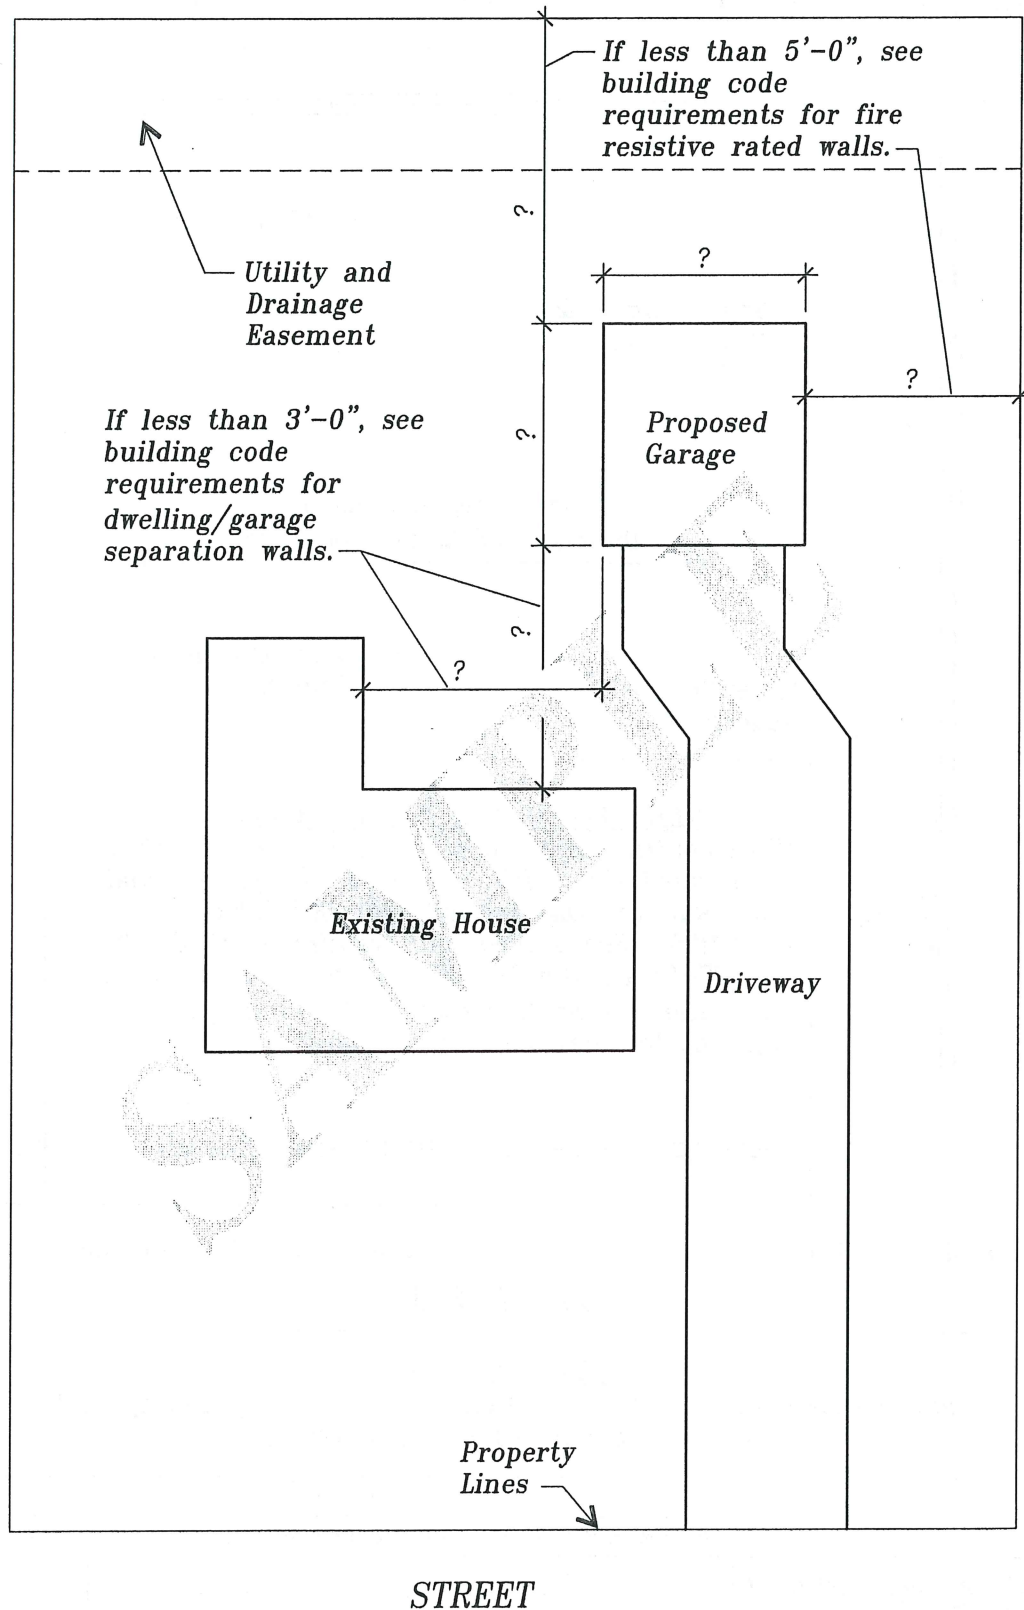 If less than 5'-0", see
building code
requirements for fire
resistive rated walls.
?
Utility and
Drainage
Easement
?
?
If less than 3'-0", see
building code
requirements for
dwelling/garage
separation walls.
?
Proposed
Garage
?
?
SAMPLE
Existing House
Driveway
Property
Lines
STREET